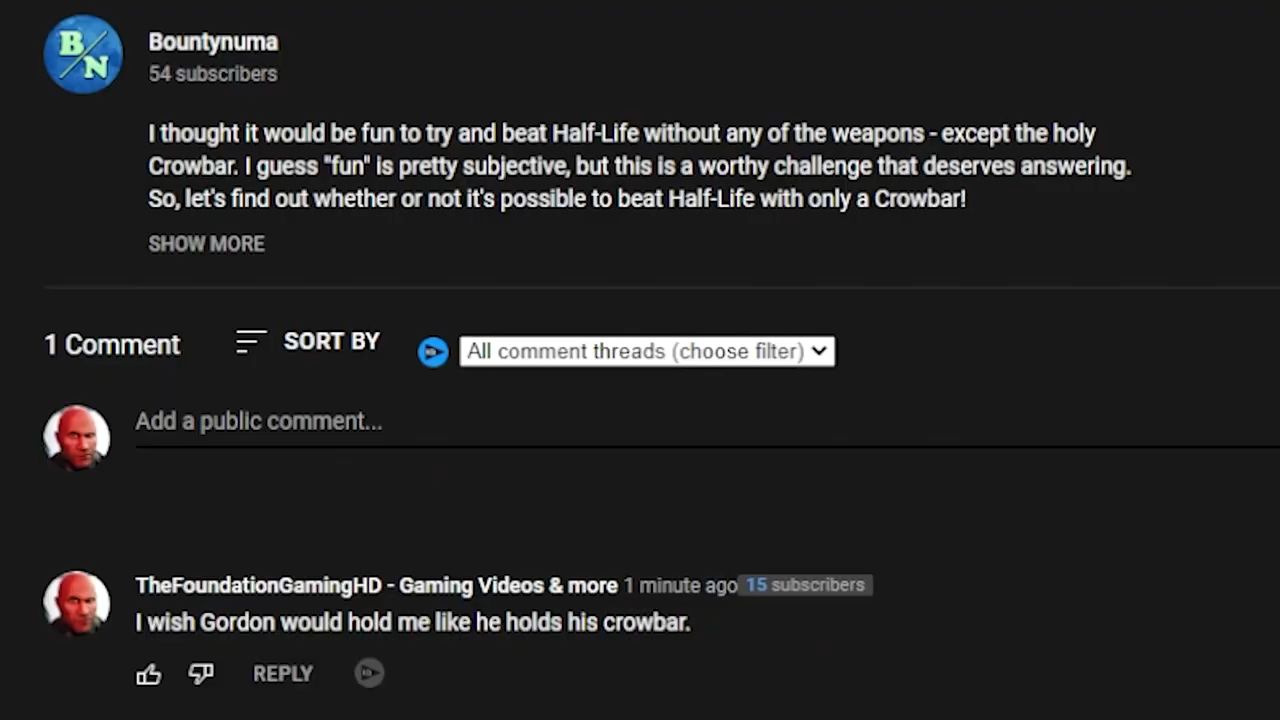 B/N
Bountynuma
54 subscribers
I thought it would be fun to try and beat Half-Life without any of the weapons - except the holy
Crowbar. I guess "fun" is pretty subjective, but this is a worthy challenge that deserves answering.
So, let's find out whether or not it's possible to beat Half-Life with only a Crowbar!
SHOW MORE
1 Comment SORT BY All comment threads (choose filter)
Add a public comment...
TheFoundationGamingHD - Gaming Videos & more 1 minute ago 15 subscribers
I wish Gordon would hold me like he holds his crowbar.
REPLY